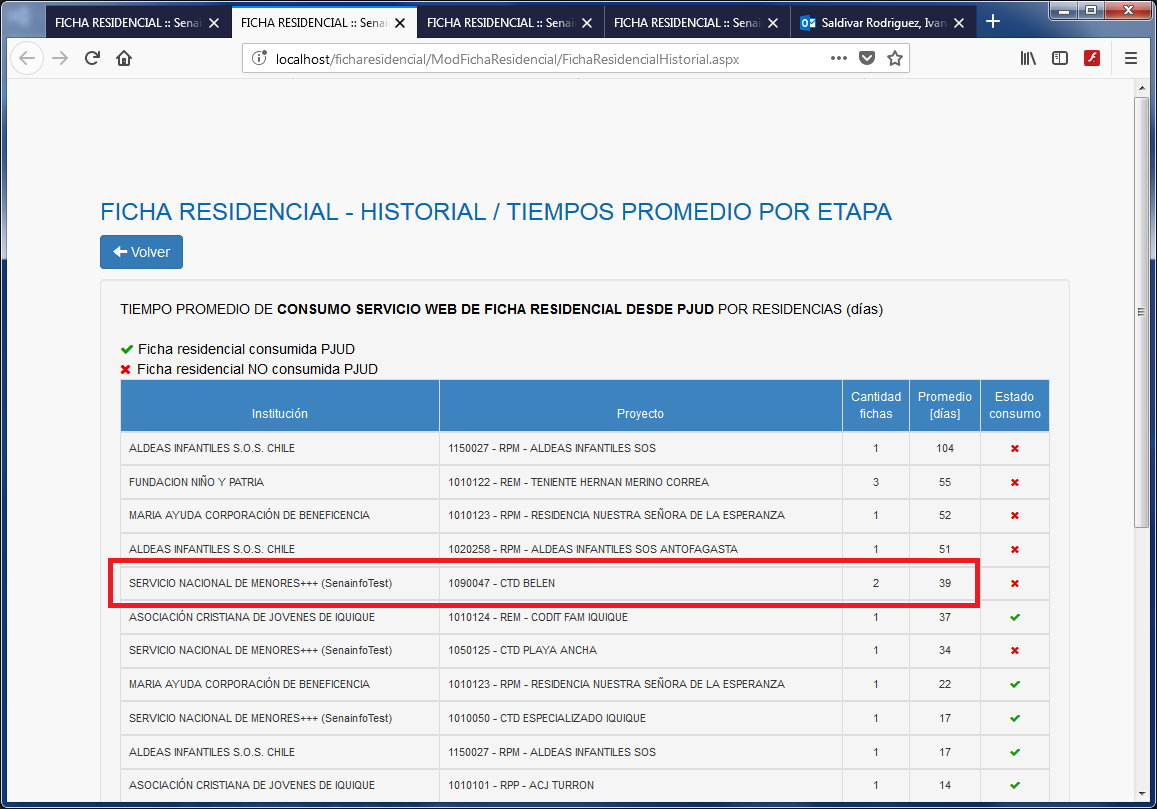 FICHA RESIDENCIAL :: Senai
FICHA RESIDENCIAL :: Senai
FICHA RESIDENCIAL :: Senai
FICHA RESIDENCIAL :: Senai
Saldivar Rodriguez, Ivan
localhost/ficharesidencial/ModFichaResidencial/FichaResidencialHistorial.aspx
FICHA RESIDENCIAL - HISTORIAL / TIEMPOS PROMEDIO POR ETAPA
Volver
TIEMPO PROMEDIO DE CONSUMO SERVICIO WEB DE FICHA RESIDENCIAL DESDE PJUD POR RESIDENCIAS (días)
Ficha residencial consumida PJUD
Ficha residencial NO consumida PJUD
Institución Proyecto Cantidad fichas Promedio [días] Estado consumo
ALDEAS INFANTILES S.O.S. CHILE 1150027 - RPM - ALDEAS INFANTILES SOS 1 104
FUNDACION NIÑO Y PATRIA 1010122 - REM - TENIENTE HERNAN MERINO CORREA 3 55
MARIA AYUDA CORPORACIÓN DE BENEFICENCIA 1010123 - RPM - RESIDENCIA NUESTRA SEÑORA DE LA ESPERANZA 1 52
ALDEAS INFANTILES S.O.S. CHILE 1020258 - RPM - ALDEAS INFANTILES SOS ANTOFAGASTA 1 51
SERVICIO NACIONAL DE MENORES+++ (SenainfoTest) 1090047 - CTD BELEN 2 39
ASOCIACIÓN CRISTIANA DE JOVENES DE IQUIQUE 1010124 - REM - CODIT FAM IQUIQUE 1 37
SERVICIO NACIONAL DE MENORES+++ (SenainfoTest) 1050125 - CTD PLAYA ANCHA 1 34
MARIA AYUDA CORPORACIÓN DE BENEFICENCIA 1010123 - RPM - RESIDENCIA NUESTRA SEÑORA DE LA ESPERANZA 1 22
SERVICIO NACIONAL DE MENORES+++ (SenainfoTest) 1010050 - CTD ESPECIALIZADO IQUIQUE 1 17
ALDEAS INFANTILES S.O.S. CHILE 1150027 - RPM - ALDEAS INFANTILES SOS 1 17
ASOCIACIÓN CRISTIANA DE JOVENES DE IQUIQUE 1010101 - RPP - ACJ TURRON 1 14